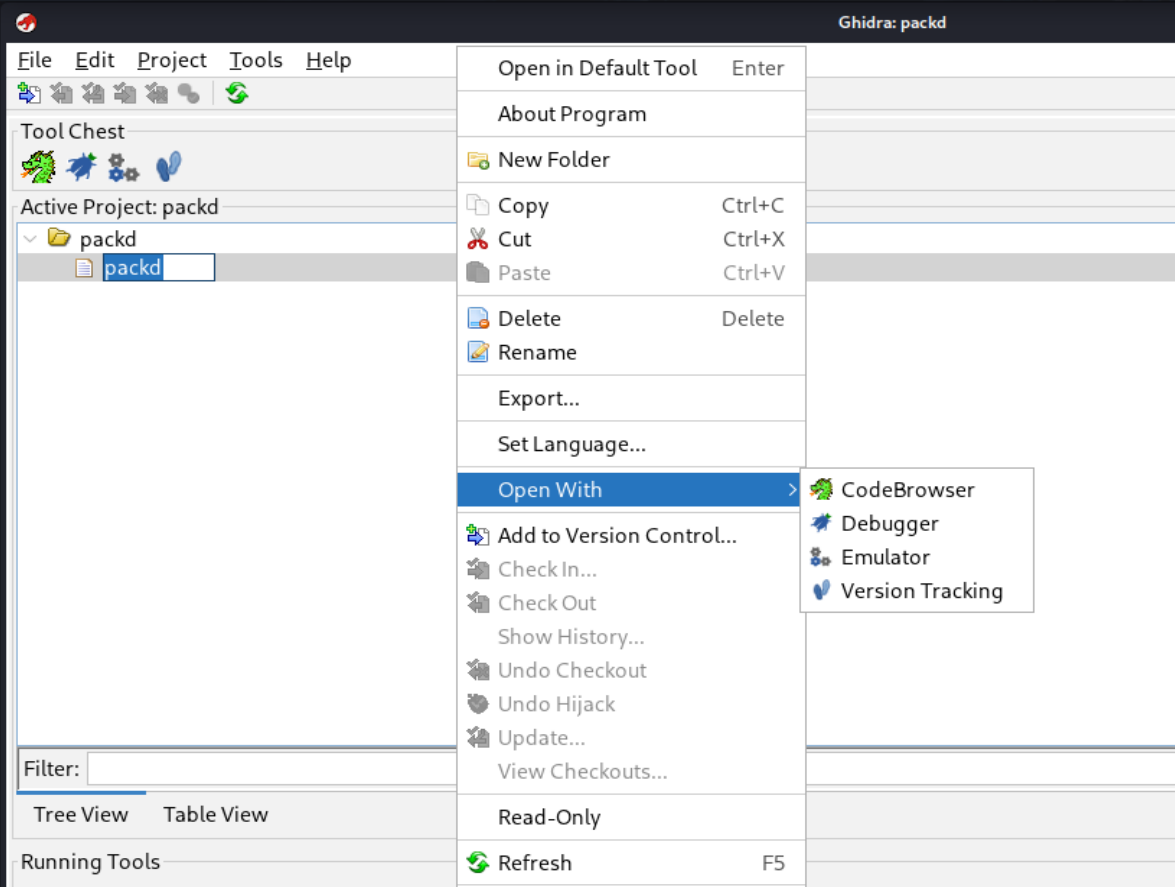 Ghidra: packd
File Edit Project Tools Help
Tool Chest
Active Project: packd
packd
packd
Open in Default Tool Enter
About Program
New Folder
Copy Ctrl+C
Cut Ctrl+X
Paste Ctrl+V
Delete Delete
Rename
Export...
Set Language...
Open With
CodeBrowser
Debugger
Emulator
Version Tracking
Add to Version Control...
Check In...
Check Out
Show History...
Undo Checkout
Undo Hijack
Update...
View Checkouts...
Read-Only
Refresh F5
Filter:
Tree View Table View
Running Tools